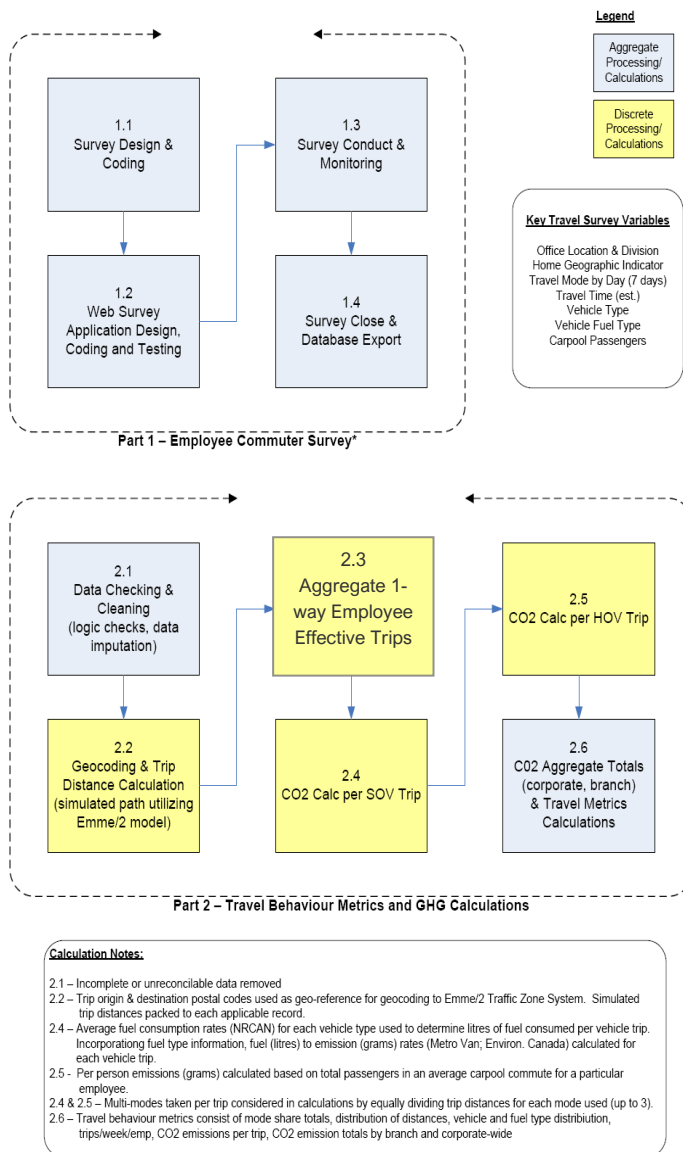 Legend
Aggregate
Processing/
Calculations
Discrete
Processing/
Calculations
1.1
Survey Design &
Coding
1.3
Survey Conduct &
Monitoring
1.2
Web Survey
Application Design,
Coding and Testing
1.4
Survey Close &
Database Export
Key Travel Survey Variables
Office Location & Division
Home Geographic Indicator
Travel Mode by Day (7 days)
Travel Time (est.)
Vehicle Type
Vehicle Fuel Type
Carpool Passengers
Part 1 – Employee Commuter Survey*
2.1
Data Checking &
Cleaning
(logic checks, data
imputation)
2.3
Aggregate 1-
way Employee
Effective Trips
2.5
CO2 Calc per HOV Trip
2.2
Geocoding & Trip
Distance Calculation
(simulated path utilizing
Emme/2 model)
2.4
CO2 Calc per SOV Trip
2.6
C02 Aggregate Totals
(corporate, branch)
& Travel Metrics
Calculations
Part 2 – Travel Behaviour Metrics and GHG Calculations
Calculation Notes:
2.1 – Incomplete or unreconcilable data removed
2.2 – Trip origin & destination postal codes used as geo-reference for geocoding to Emme/2 Traffic Zone System. Simulated
trip distances packed to each applicable record.
2.4 – Average fuel consumption rates (NRCAN) for each vehicle type used to determine litres of fuel consumed per vehicle trip.
Incorporationg fuel type information, fuel (litres) to emission (grams) rates (Metro Van; Environ. Canada) calculated for
each vehicle trip.
2.5 - Per person emissions (grams) calculated based on total passengers in an average carpool commute for a particular
employee.
2.4 & 2.5 – Multi-modes taken per trip considered in calculations by equally dividing trip distances for each mode used (up to 3).
2.6 – Travel behaviour metrics consist of mode share totals, distribution of distances, vehicle and fuel type distribiution,
trips/week/emp, CO2 emissions per trip, CO2 emission totals by branch and corporate-wide